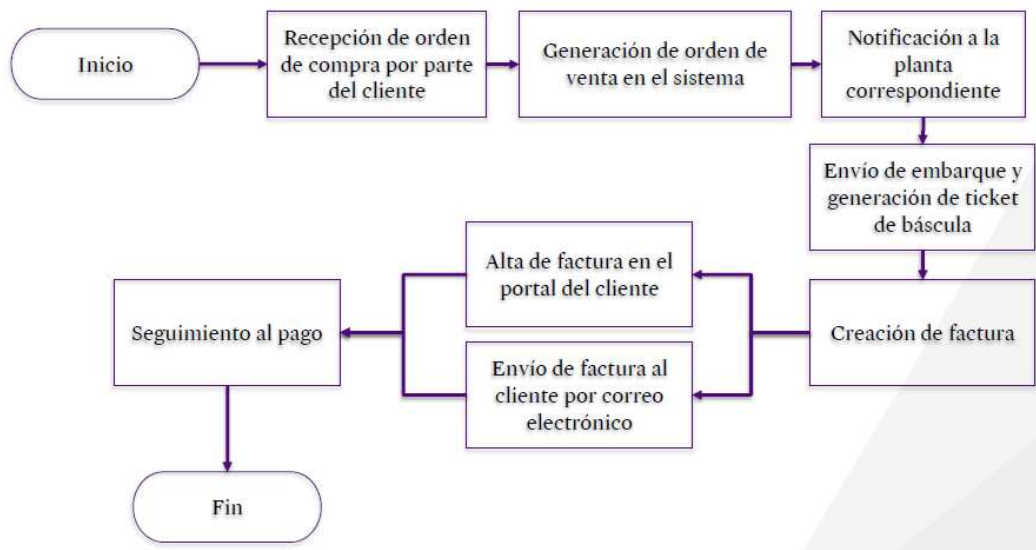 Inicio
Recepción de orden
de compra por parte
del cliente
Generación de orden de
venta en el sistema
Notificación a la
planta
correspondiente
Envío de embarque y
generación de ticket
de báscula
Creación de factura
Alta de factura en el
portal del cliente
Envío de factura al
cliente por correo
electrónico
Seguimiento al pago
Fin